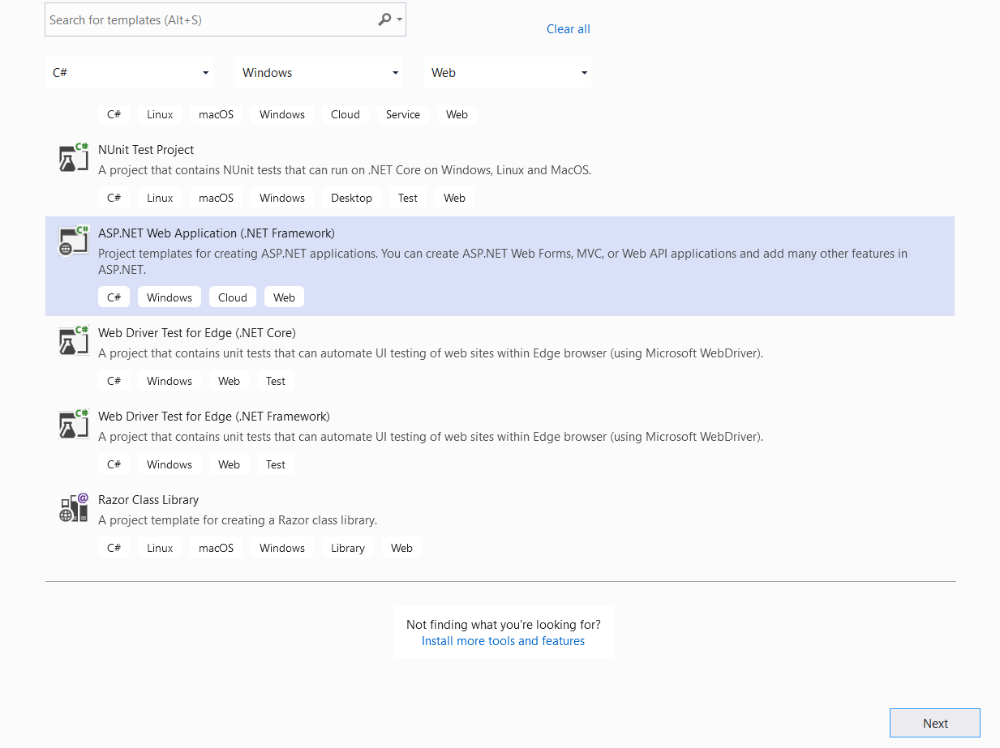 Search for templates (Alt+S)
Clear all
C# Windows Web
C# Linux macOS Windows Cloud Service Web
NUnit Test Project
A project that contains NUnit tests that can run on .NET Core on Windows, Linux and MacOS.
C# Linux macOS Windows Desktop Test Web
ASP.NET Web Application (.NET Framework)
Project templates for creating ASP.NET applications. You can create ASP.NET Web Forms, MVC, or Web API applications and add many other features in
ASP.NET.
C# Windows Cloud Web
Web Driver Test for Edge (.NET Core)
A project that contains unit tests that can automate UI testing of web sites within Edge browser (using Microsoft WebDriver).
C# Windows Web Test
Web Driver Test for Edge (.NET Framework)
A project that contains unit tests that can automate UI testing of web sites within Edge browser (using Microsoft WebDriver).
C# Windows Web Test
Razor Class Library
A project template for creating a Razor class library.
C# Linux macOS Windows Library Web
Not finding what you're looking for?
Install more tools and features
Next